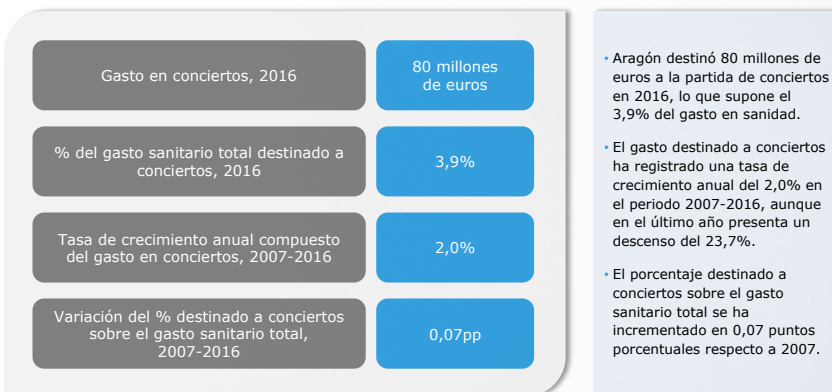 Gasto en conciertos, 2016
80 millones
de euros
% del gasto sanitario total destinado a
conciertos, 2016
3,9%
Tasa de crecimiento anual compuesto
del gasto en conciertos, 2007-2016
2,0%
Variación del % destinado a conciertos
sobre el gasto sanitario total,
2007-2016
0,07pp
• Aragón destinó 80 millones de
euros a la partida de conciertos
en 2016, lo que supone el
3,9% del gasto en sanidad.
• El gasto destinado a conciertos
ha registrado una tasa de
crecimiento anual del 2,0% en
el periodo 2007-2016, aunque
en el último año presenta un
descenso del 23,7%.
• El porcentaje destinado a
conciertos sobre el gasto
sanitario total se ha
incrementado en 0,07 puntos
porcentuales respecto a 2007.